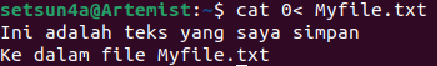 setsun4a@Artemist:~$ cat 0< Myfile.txt
Ini adalah teks yang saya simpan
Ke dalam file Myfile.txt